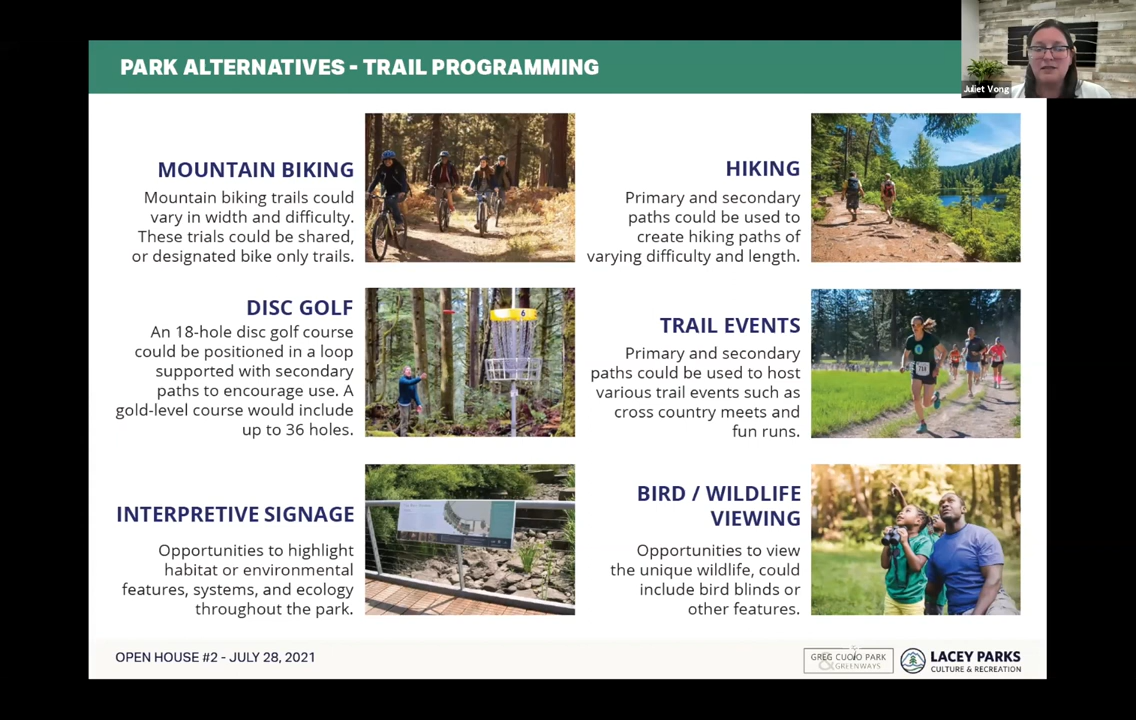 PARK ALTERNATIVES - TRAIL PROGRAMMING
Juliet Vong
MOUNTAIN BIKING
Mountain biking trails could
vary in width and difficulty.
These trials could be shared,
or designated bike only trails.
HIKING
Primary and secondary
paths could be used to
create hiking paths of
varying difficulty and length.
DISC GOLF
An 18-hole disc golf course
could be positioned in a loop
supported with secondary
paths to encourage use. A
gold-level course would include
up to 36 holes.
6
TRAIL EVENTS
Primary and secondary
paths could be used to host
various trail events such as
cross country meets and
fun runs.
INTERPRETIVE SIGNAGE
Opportunities to highlight
habitat or environmental
features, systems, and ecology
throughout the park.
BIRD / WILDLIFE
VIEWING
Opportunities to view
the unique wildlife, could
include bird blinds or
other features.
OPEN HOUSE #2 - JULY 28, 2021
GREG CUOIO PARK
& GREENWAYS
LACEY PARKS
CULTURE & RECREATION